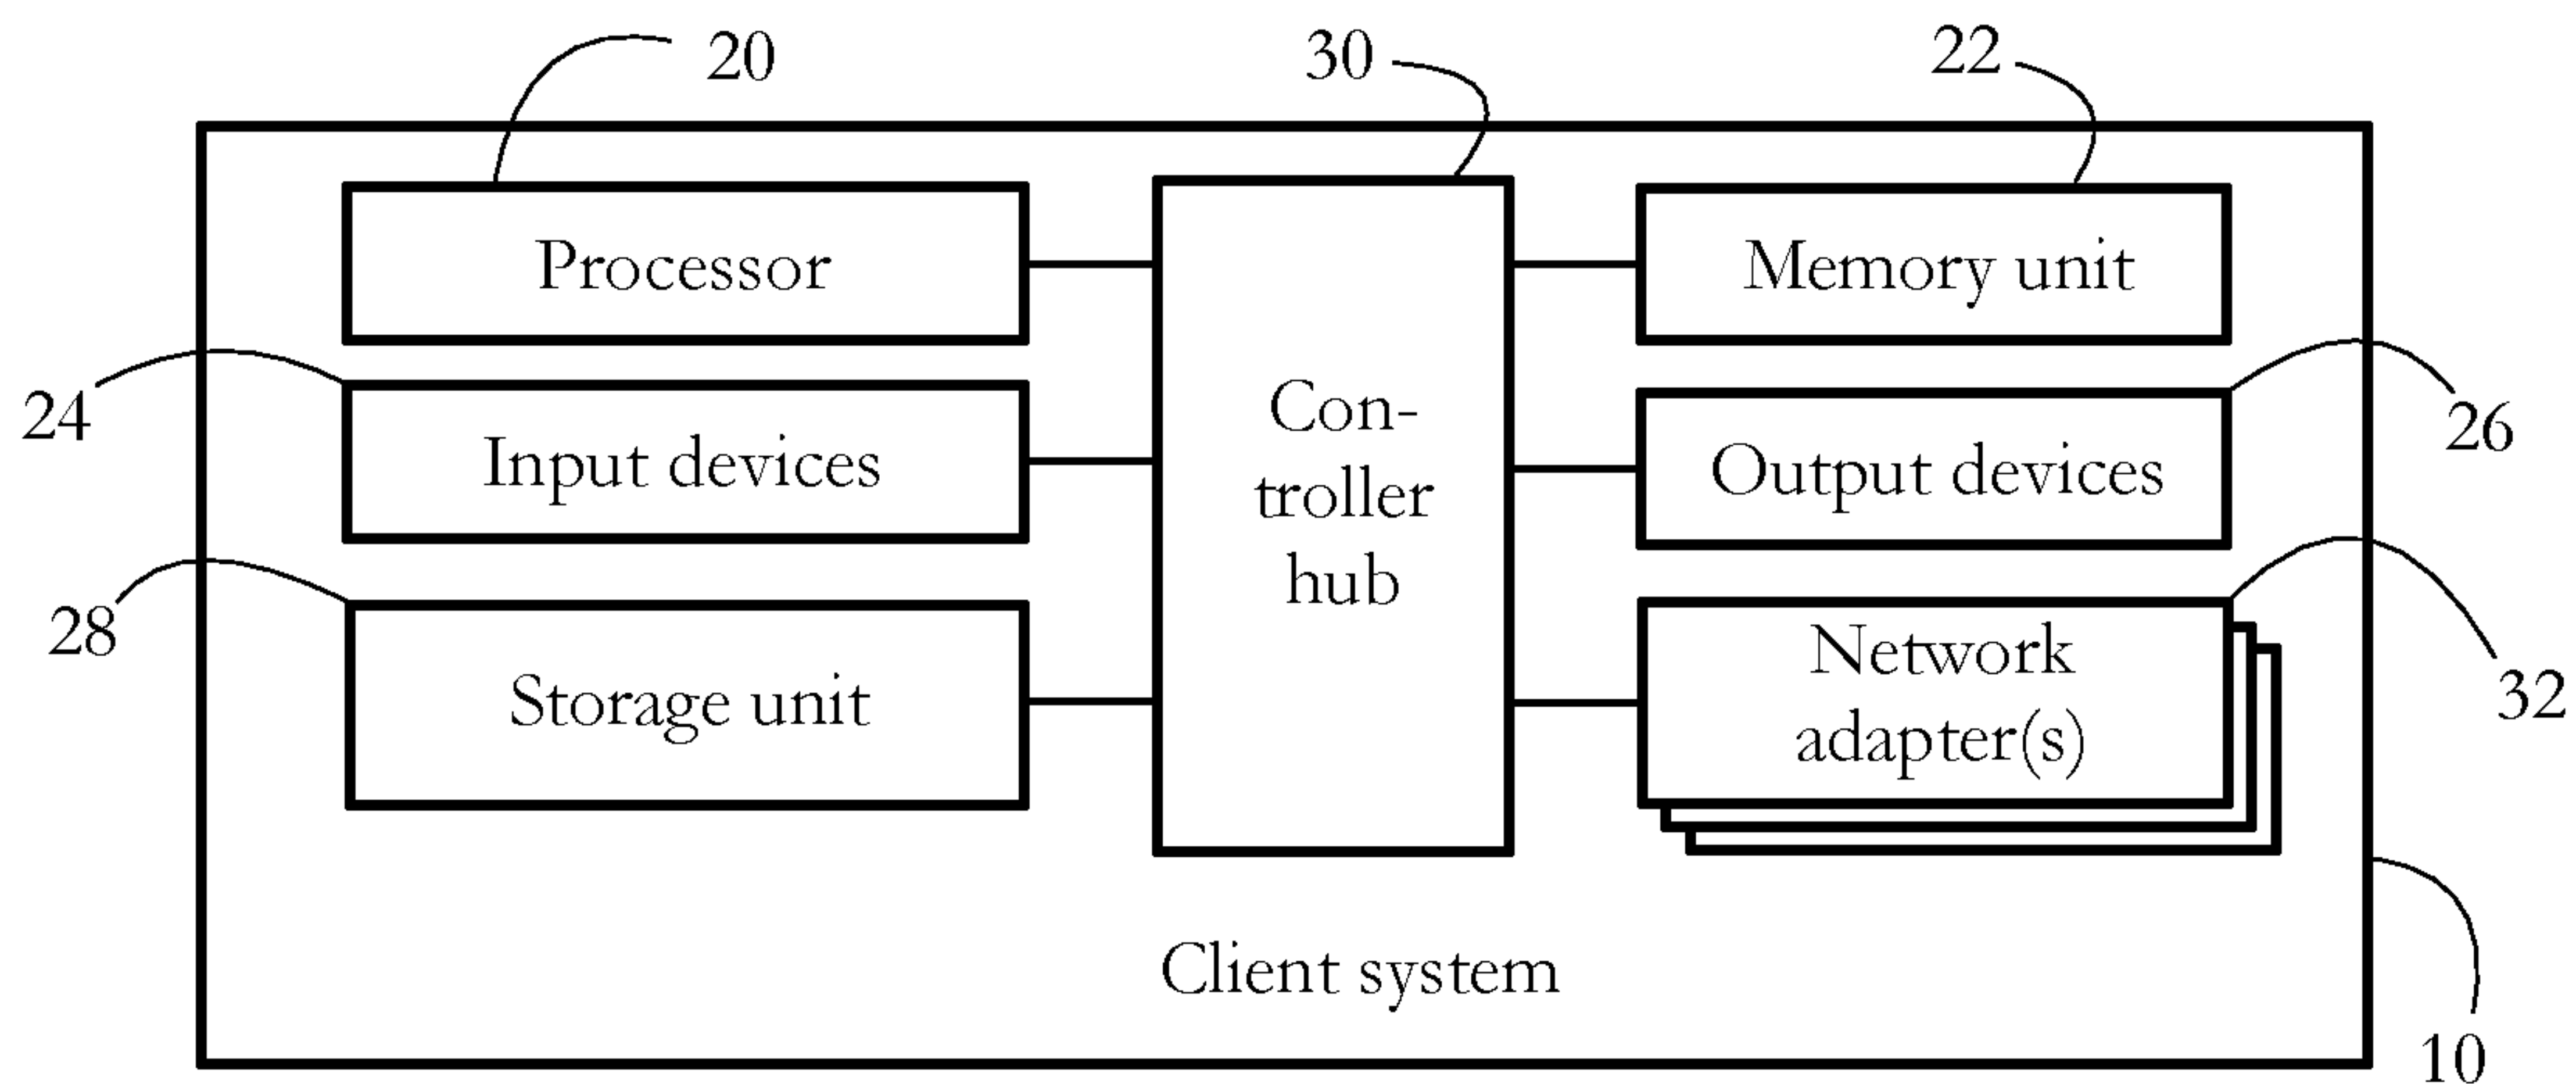 20
30
22
Processor
Memory unit
24
Input devices
Con-
troller
hub
Output devices
26
28
Storage unit
Network
adapter(s)
32
Client system
10